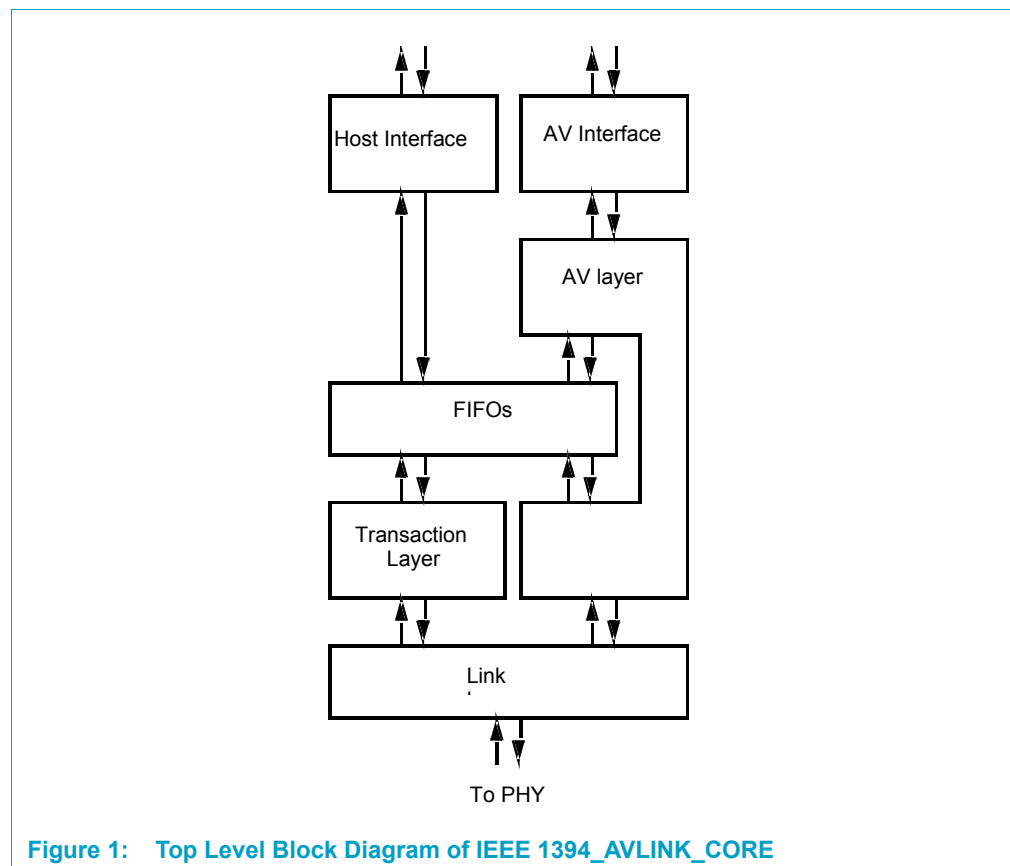 Host Interface
AV Interface
AV layer
FIFOs
Transaction
Layer
Link
To PHY
Figure 1: Top Level Block Diagram of IEEE 1394_AVLINK_CORE